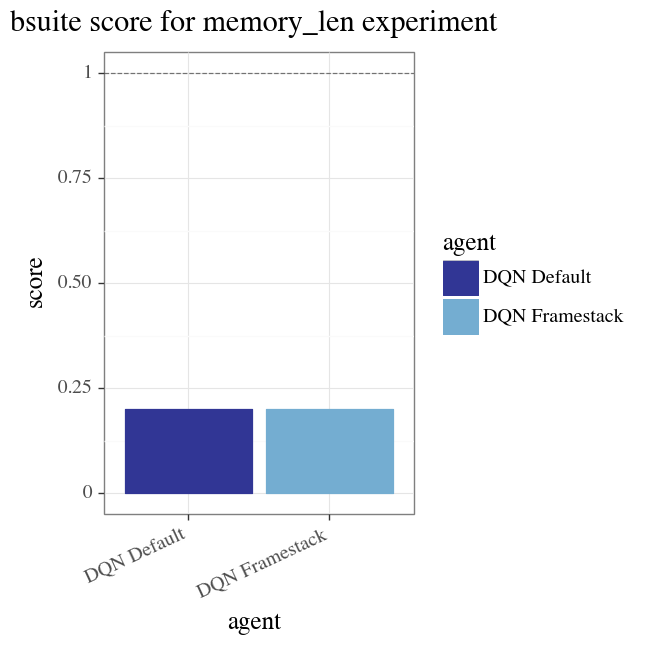 bsuite score for memory_len experiment
1
0.75
0.50
0.25
0
score
DQN Default
DQN Framestack
agent
agent
DQN Default
DQN Framestack